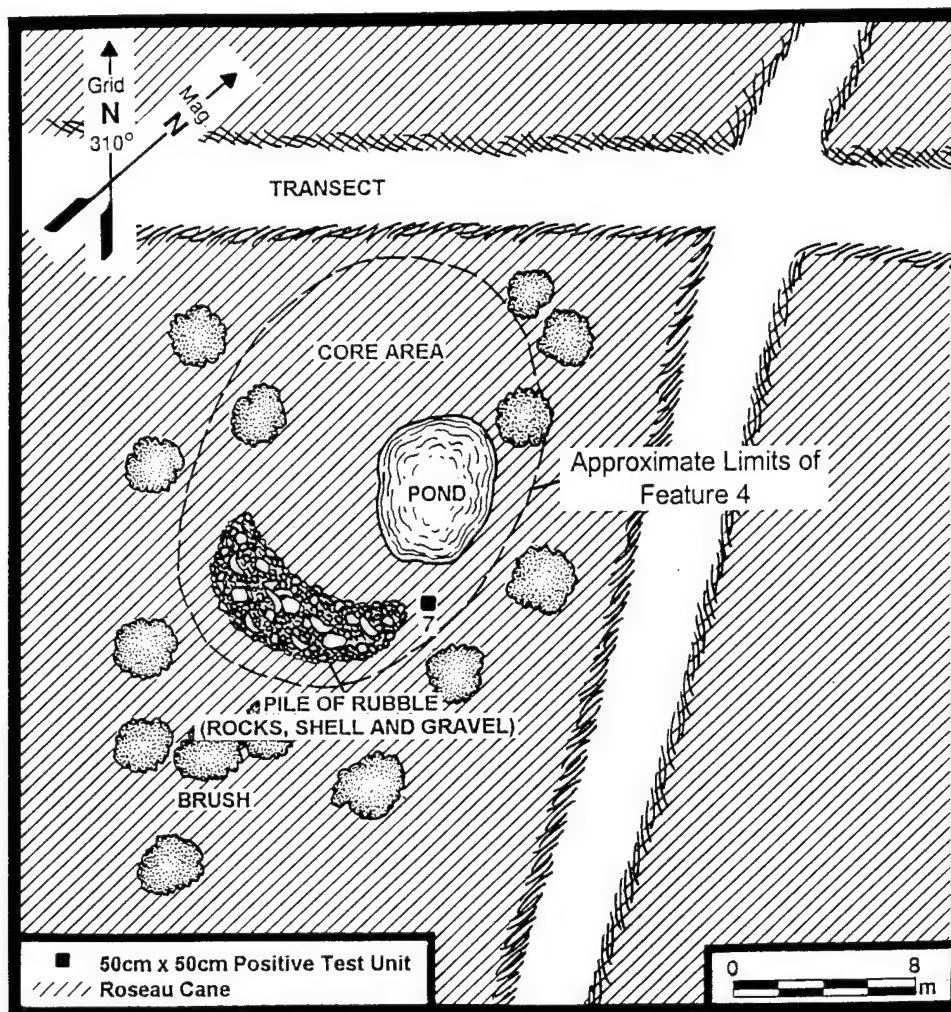 Grid
N
310°
Mag
N
TRANSECT
CORE AREA
POND
Approximate Limits of
Feature 4
7
PILE OF RUBBLE
(ROCKS, SHELL AND GRAVEL)
BRUSH
50cm x 50cm Positive Test Unit
Roseau Cane
0 8
m